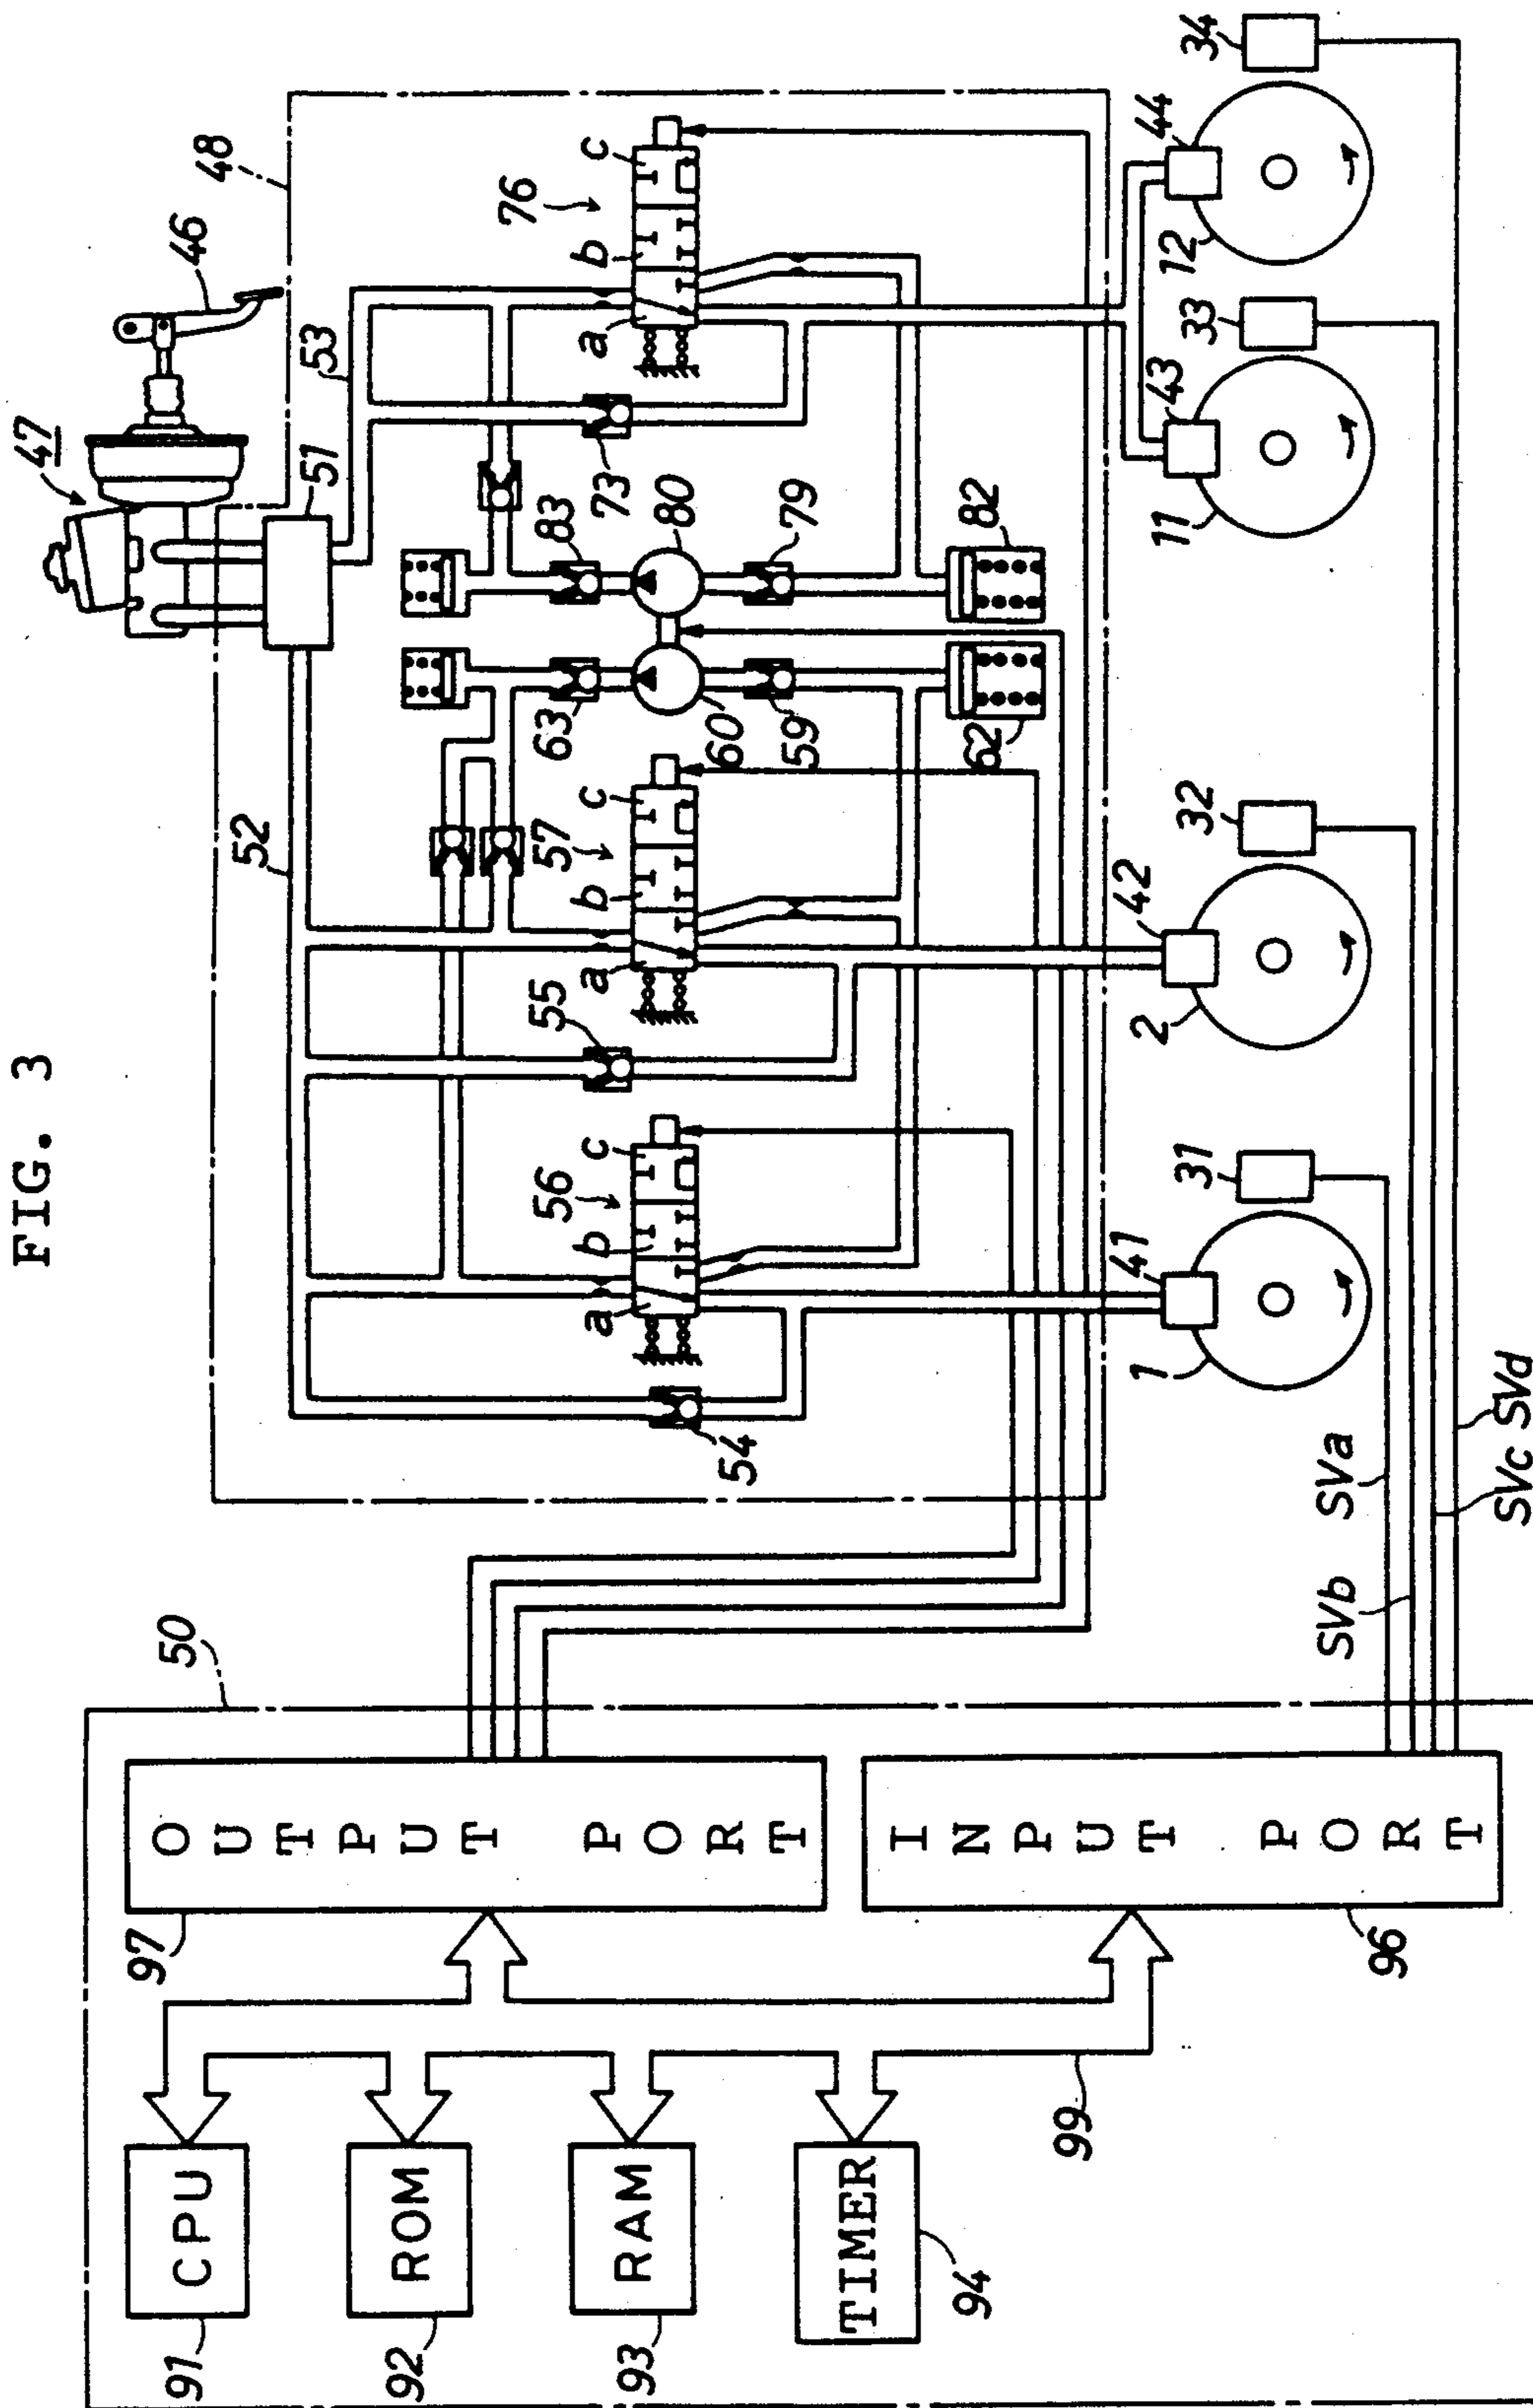 FIG. 3
47
46
48
51
53
52
76
a
b
c
73
83
80
79
82
63
60
59
62
57
a
b
c
55
56
a
b
c
54
34
44
12
33
43
11
32
42
2
31
41
1
SVa
SVb
SVc
SVd
50
OUTPUT PORT
97
INPUT PORT
96
CPU
91
ROM
92
RAM
93
TIMER
94
99